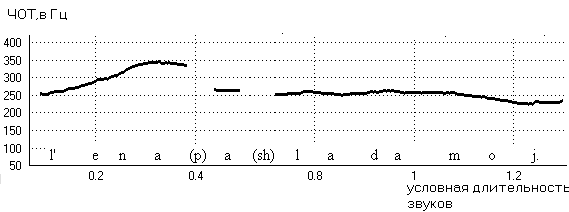 ЧОТ,в Гц
400
350
300
250
200
150
100
50
l' e n a (p) a (sh) l a d a m o j.
0.2 0.4 0.8 1 1.2
условная длительность
звуков